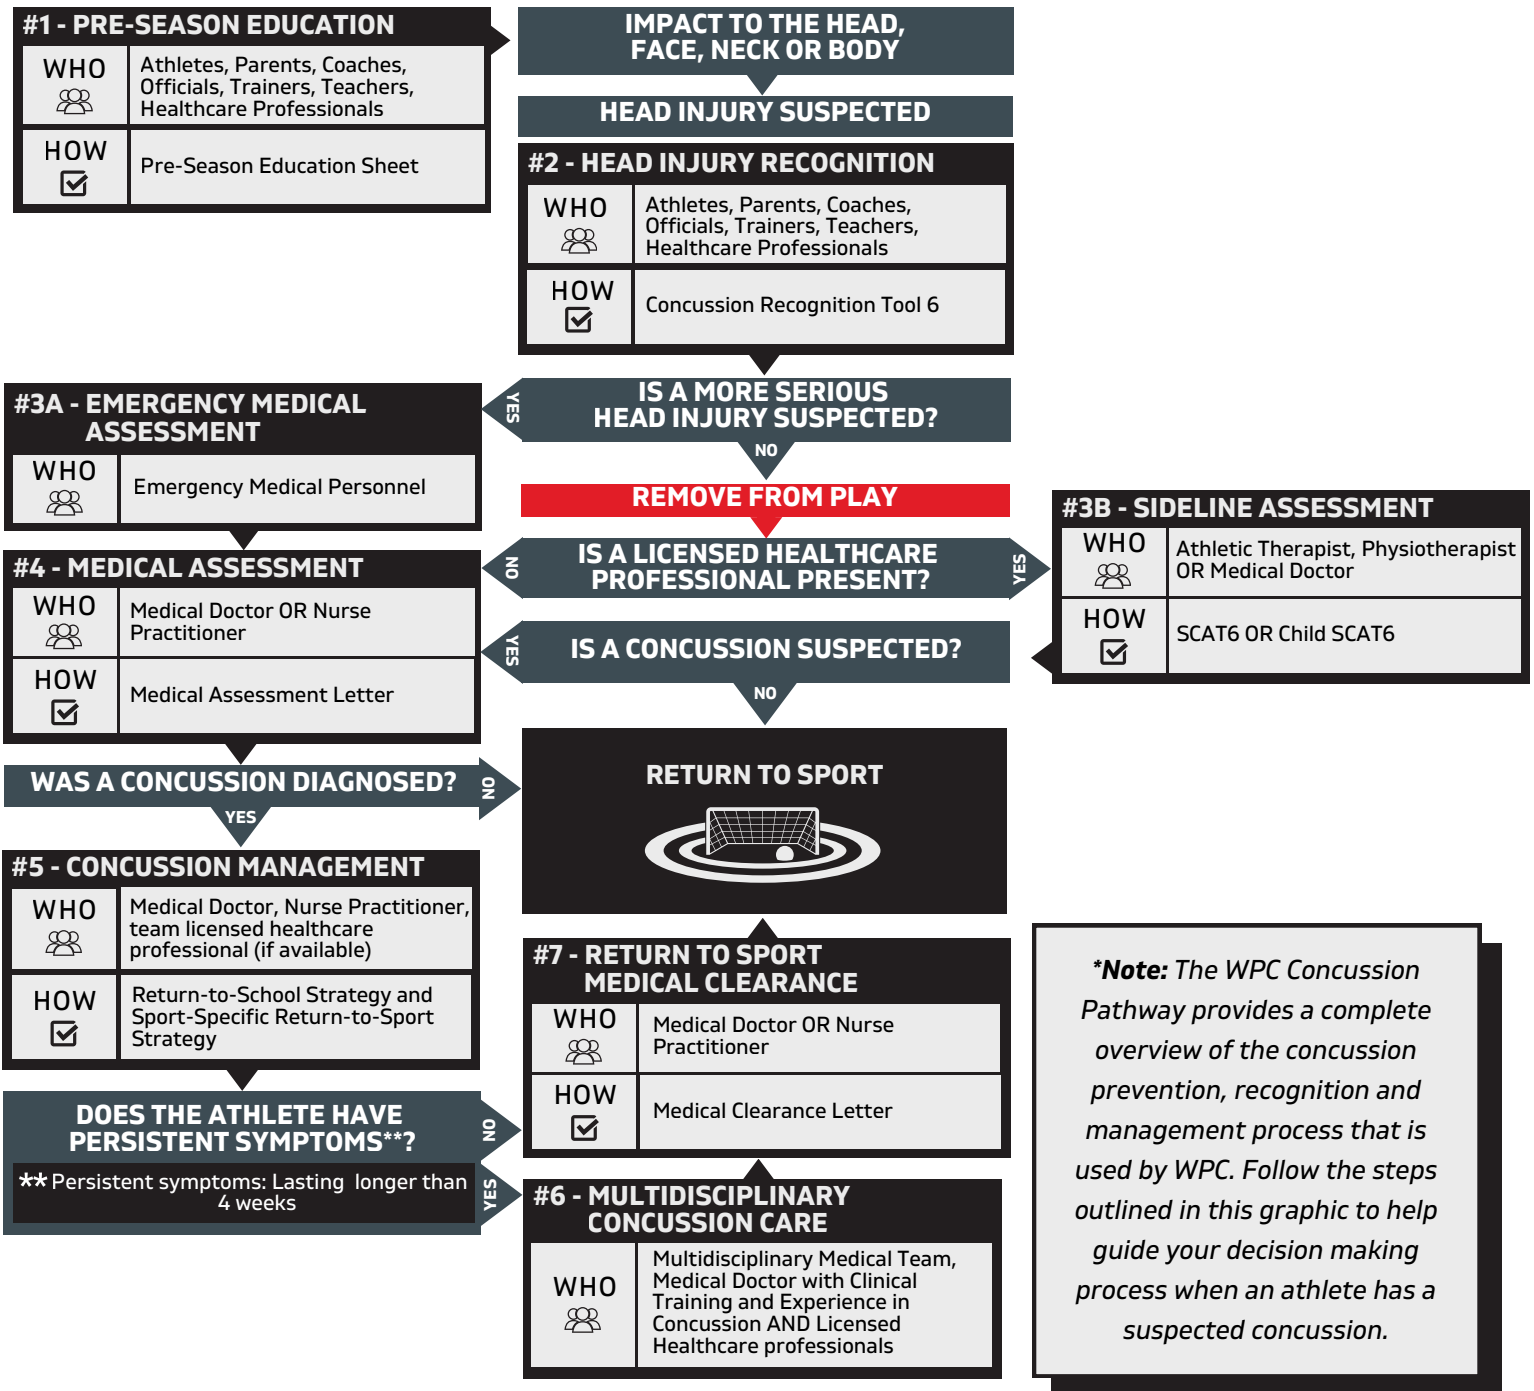 #1 - PRE-SEASON EDUCATION
WHO
Athletes, Parents, Coaches,
Officials, Trainers, Teachers,
Healthcare Professionals
HOW
Pre-Season Education Sheet
IMPACT TO THE HEAD,
FACE, NECK OR BODY
HEAD INJURY SUSPECTED
#2 - HEAD INJURY RECOGNITION
WHO
Athletes, Parents, Coaches,
Officials, Trainers, Teachers,
Healthcare Professionals
HOW
Concussion Recognition Tool 6
IS A MORE SERIOUS
HEAD INJURY SUSPECTED?
YES
NO
#3A - EMERGENCY MEDICAL
ASSESSMENT
WHO
Emergency Medical Personnel
REMOVE FROM PLAY
IS A LICENSED HEALTHCARE
PROFESSIONAL PRESENT?
NO
YES
#3B - SIDELINE ASSESSMENT
WHO
Athletic Therapist, Physiotherapist
OR Medical Doctor
HOW
SCAT6 OR Child SCAT6
#4 - MEDICAL ASSESSMENT
WHO
Medical Doctor OR Nurse
Practitioner
HOW
Medical Assessment Letter
IS A CONCUSSION SUSPECTED?
YES
NO
WAS A CONCUSSION DIAGNOSED?
NO
YES
RETURN TO SPORT
#5 - CONCUSSION MANAGEMENT
WHO
Medical Doctor, Nurse Practitioner,
team licensed healthcare
professional (if available)
HOW
Return-to-School Strategy and
Sport-Specific Return-to-Sport
Strategy
DOES THE ATHLETE HAVE
PERSISTENT SYMPTOMS**?
NO
** Persistent symptoms: Lasting longer than
4 weeks
YES
#7 - RETURN TO SPORT
MEDICAL CLEARANCE
WHO
Medical Doctor OR Nurse
Practitioner
HOW
Medical Clearance Letter
#6 - MULTIDISCIPLINARY
CONCUSSION CARE
WHO
Multidisciplinary Medical Team,
Medical Doctor with Clinical
Training and Experience in
Concussion AND Licensed
Healthcare professionals
*Note: The WPC Concussion
Pathway provides a complete
overview of the concussion
prevention, recognition and
management process that is
used by WPC. Follow the steps
outlined in this graphic to help
guide your decision making
process when an athlete has a
suspected concussion.